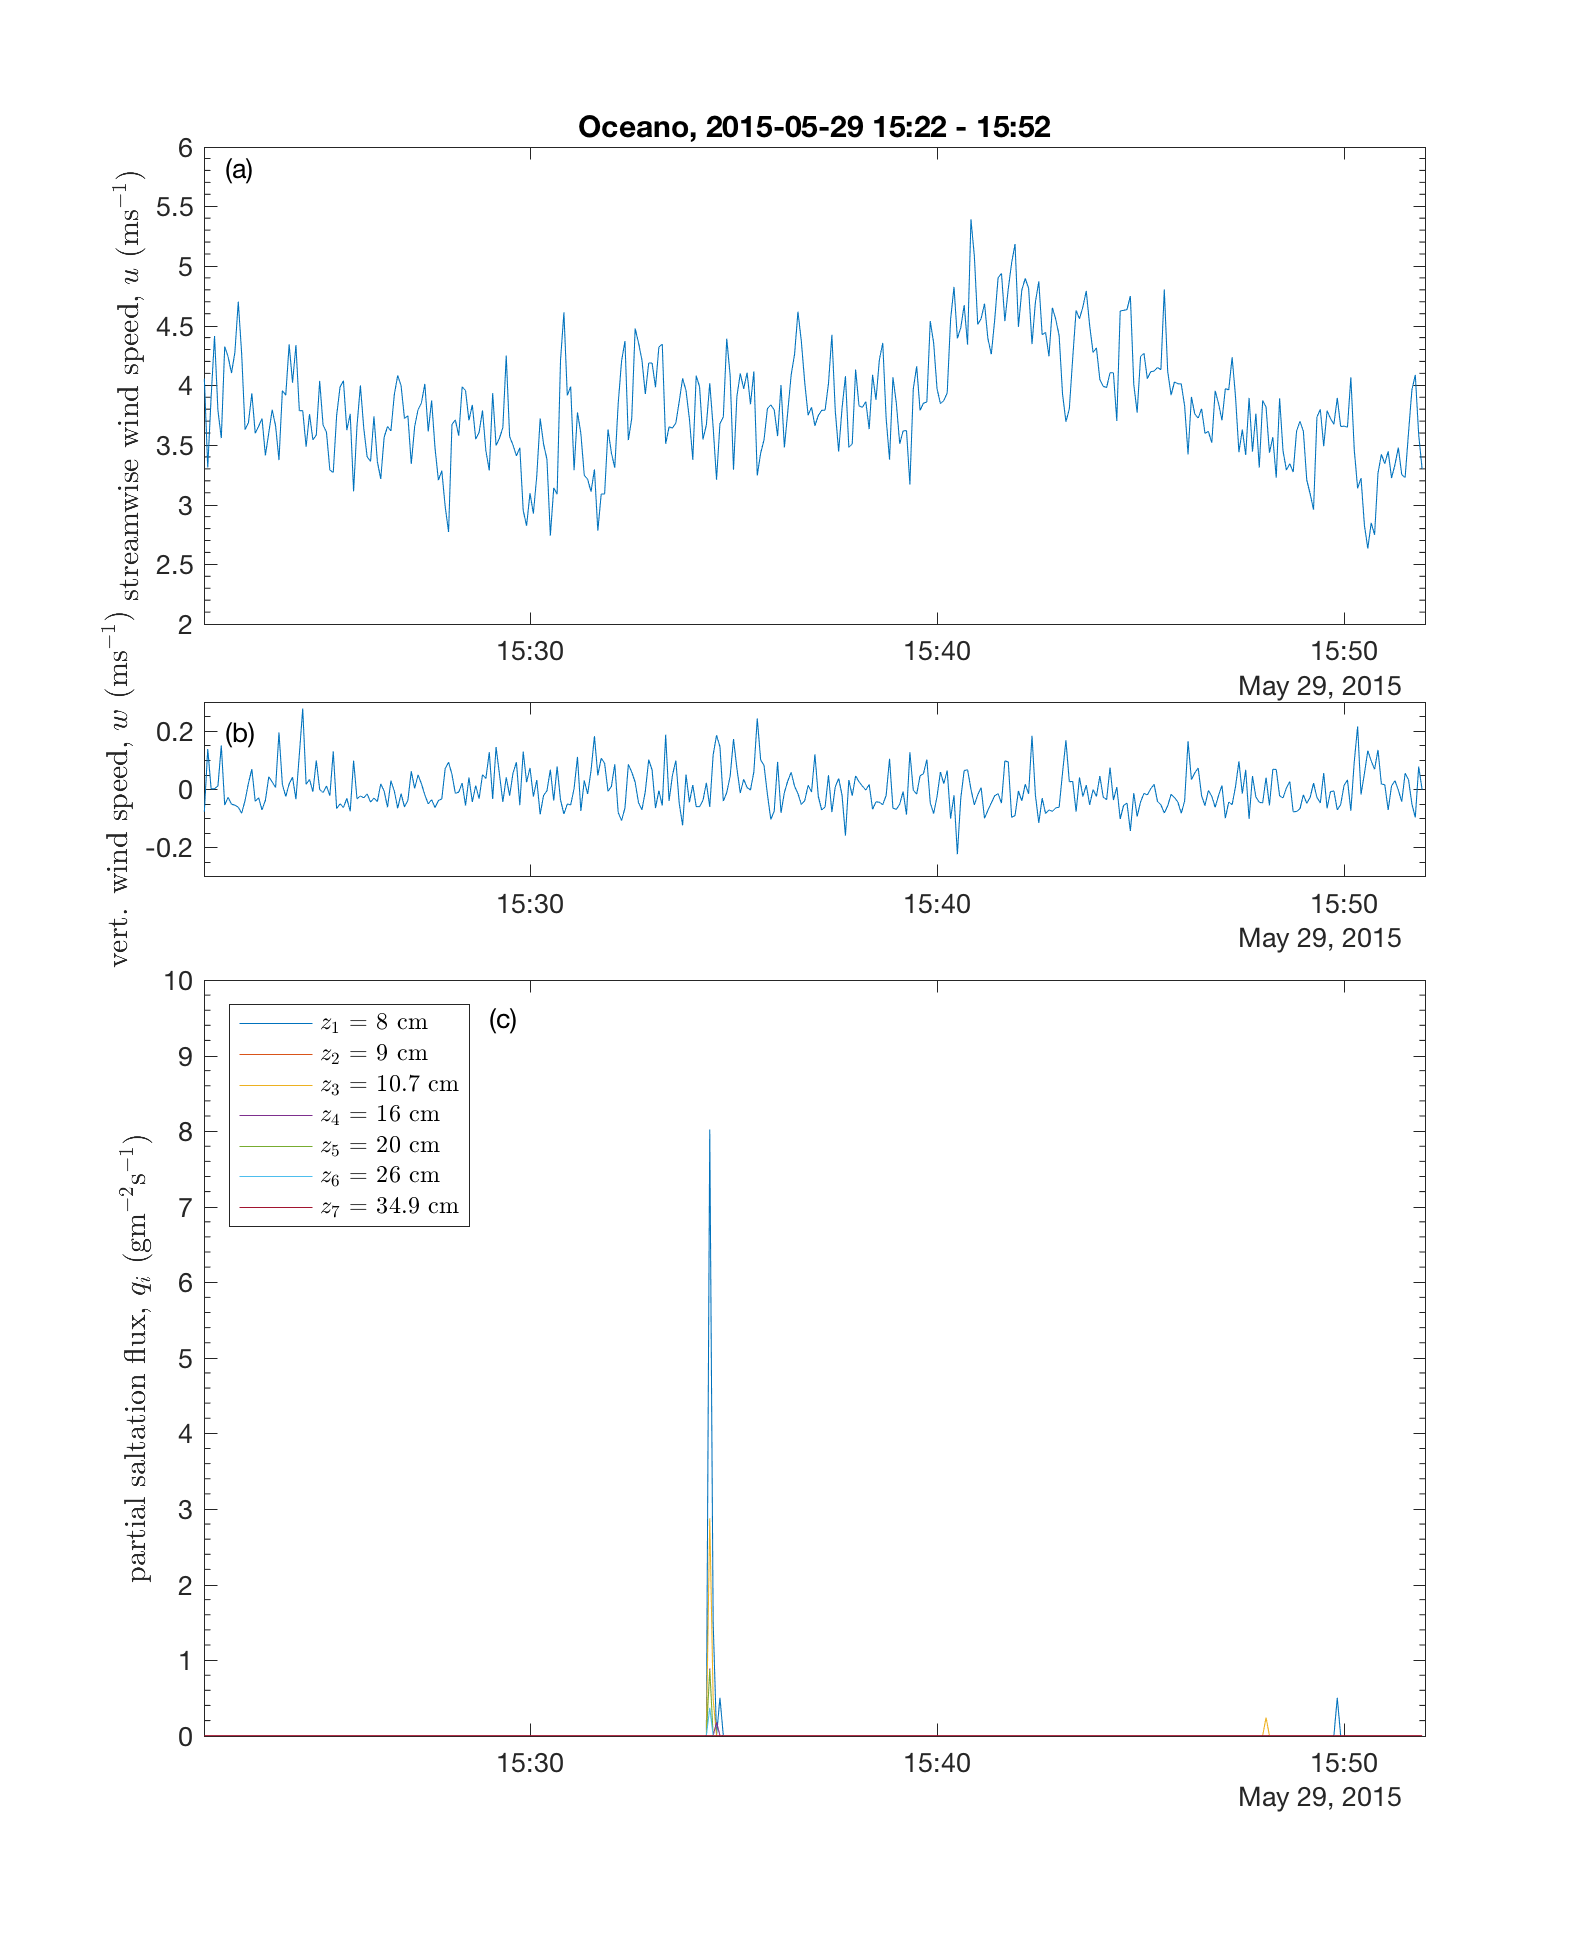 Oceano, 2015-05-29 15:22 - 15:52
(a)
streamwise wind speed, u (ms⁻¹)
6
5.5
5
4.5
4
3.5
3
2.5
2
15:30 15:40 15:50
May 29, 2015
(b)
vert. wind speed, w (ms⁻¹)
0.2
0
-0.2
15:30 15:40 15:50
May 29, 2015
(c)
partial saltation flux, qᵢ (gm⁻²s⁻¹)
10
9
8
7
6
5
4
3
2
1
0
z₁ = 8 cm
z₂ = 9 cm
z₃ = 10.7 cm
z₄ = 16 cm
z₅ = 20 cm
z₆ = 26 cm
z₇ = 34.9 cm
15:30 15:40 15:50
May 29, 2015